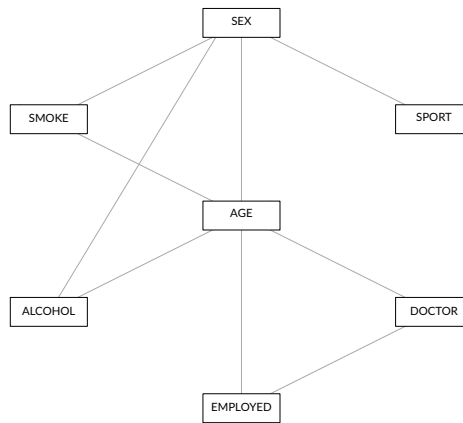 SEX
SMOKE
SPORT
AGE
ALCOHOL
DOCTOR
EMPLOYED